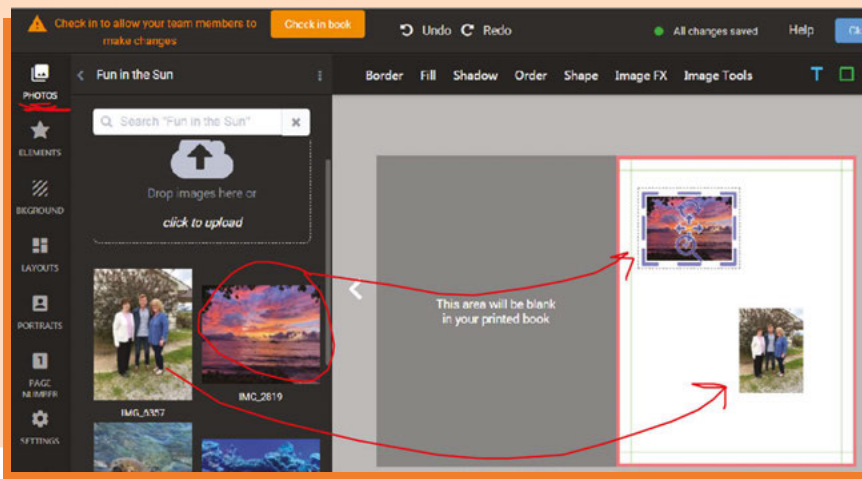 Check in to allow your team members to
make changes
Check in book
Undo
Redo
All changes saved
Help
PHOTOS
Fun in the Sun
Border Fill Shadow Order Shape Image FX Image Tools
T
Search "Fun in the Sun"
ELEMENTS
Drop images here or
click to upload
BKGROUND
LAYOUTS
This area will be blank
in your printed book
PORTRAITS
PAGE
NUMBER
IMG_2819
SETTINGS